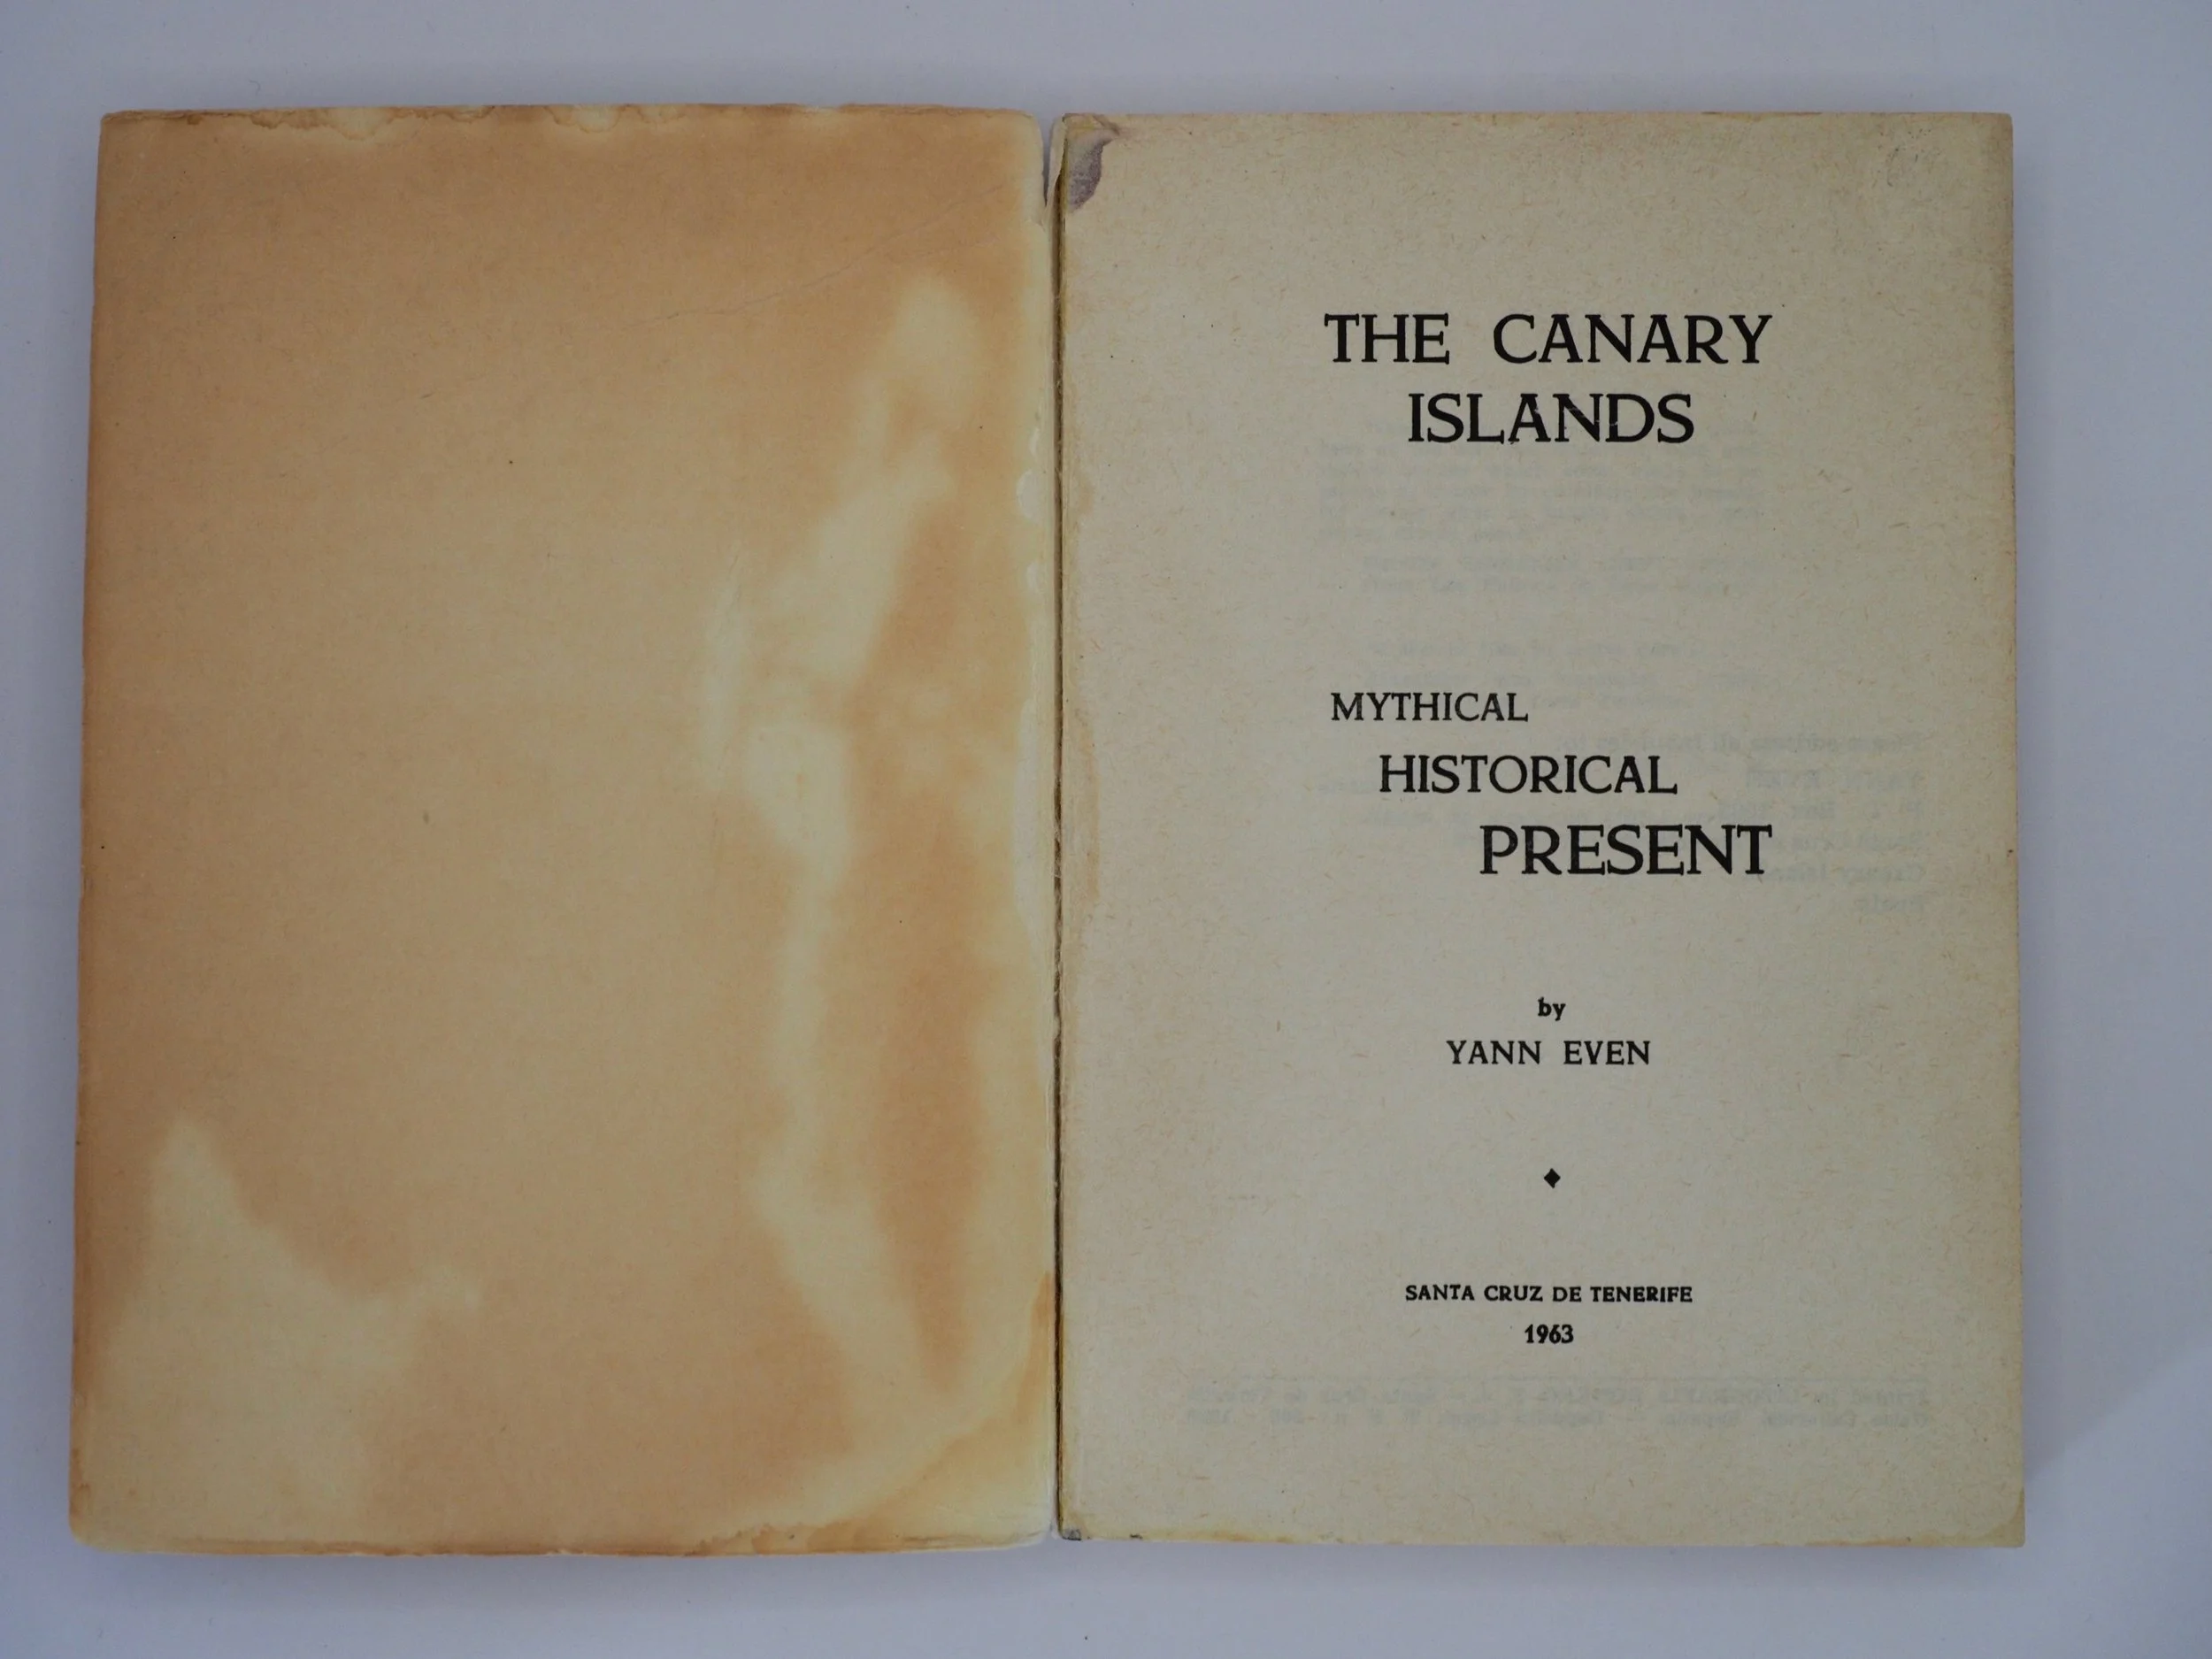 THE CANARY
ISLANDS
MYTHICAL
HISTORICAL
PRESENT
by
YANN EVEN
SANTA CRUZ DE TENERIFE
1963